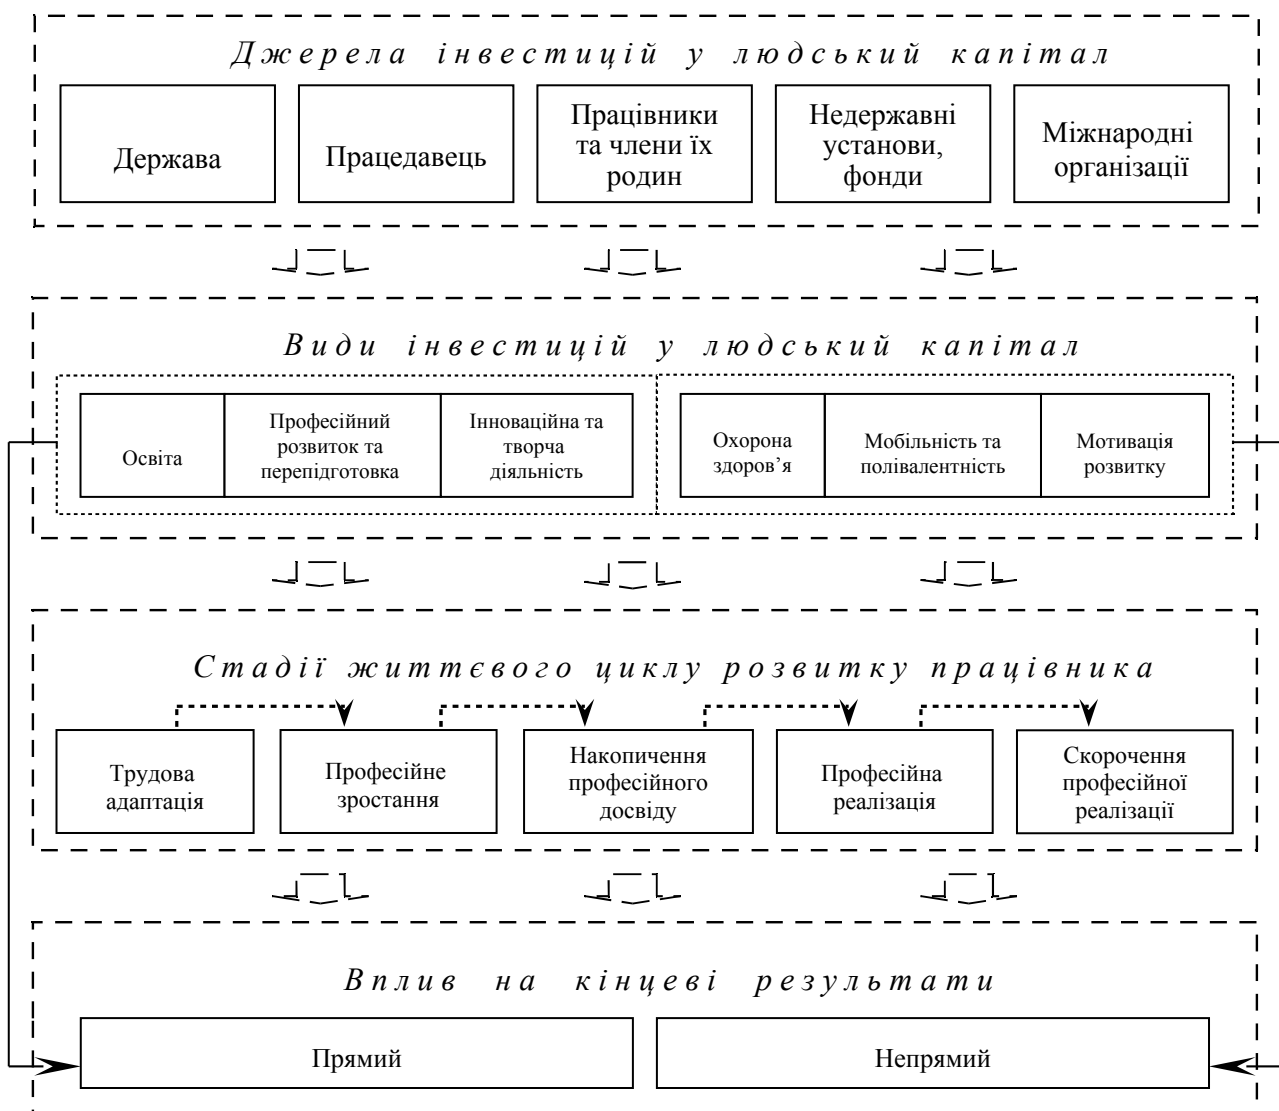 Джерела інвестицій у людський капітал
Держава
Працедавець
Працівники
та члени їх
родин
Недержавні
установи,
фонди
Міжнародні
організації
Види інвестицій у людський капітал
Освіта
Професійний
розвиток та
перепідготовка
Інноваційна та
творча
діяльність
Охорона
здоров’я
Мобільність та
полівалентність
Мотивація
розвитку
Стадії життєвого циклу розвитку працівника
Трудова
адаптація
Професійне
зростання
Накопичення
професійного
досвіду
Професійна
реалізація
Скорочення
професійної
реалізації
Вплив на кінцеві результати
Прямий
Непрямий